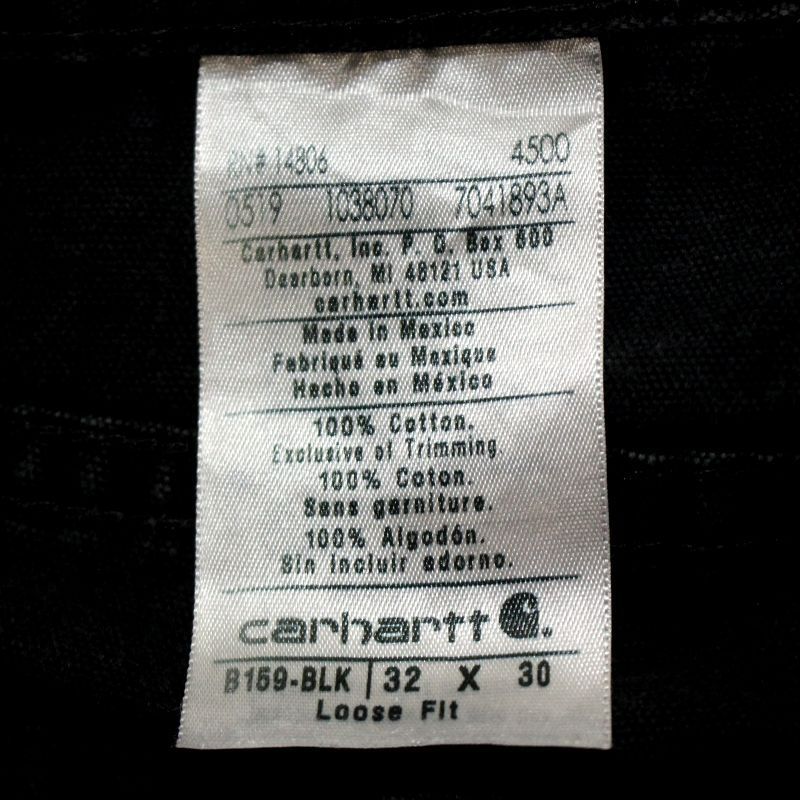 RN# 14806 4500
0519 1038070 7041893A
Carhartt, Inc. P. O. Box 600
Dearborn, MI 48121 USA
carhartt.com
Made in Mexico
Fabriqué au Mexique
Hecho en México
100% Cotton.
Exclusive of Trimming
100% Coton.
Sans garniture.
100% Algodón.
Sin incluir adorno.
carhartt
B159-BLK | 32 X 30
Loose Fit